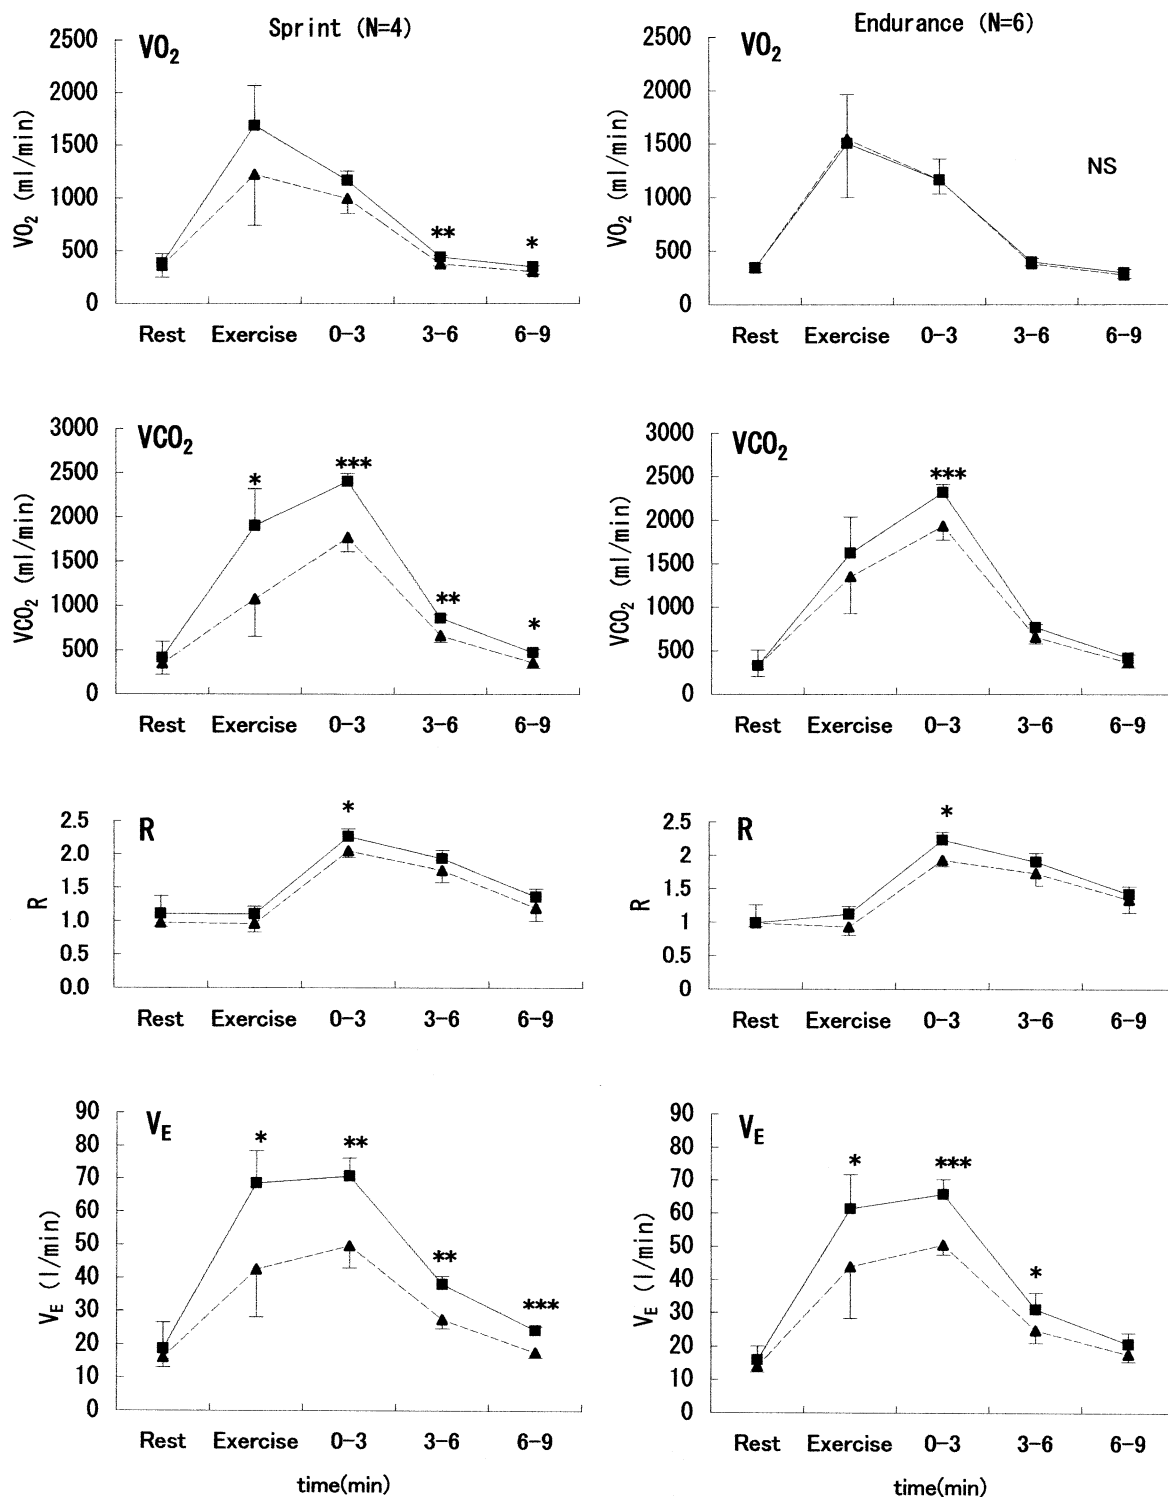 Sprint (N=4)
VO2
2500
2000
1500
1000
500
0
VO2 (ml/min)
** *
Rest Exercise 0-3 3-6 6-9
Endurance (N=6)
VO2
2500
2000
1500
1000
500
0
VO2 (ml/min)
NS
Rest Exercise 0-3 3-6 6-9
VCO2
3000
2500
2000
1500
1000
500
0
VCO2 (ml/min)
* *** ** *
Rest Exercise 0-3 3-6 6-9
VCO2
3000
2500
2000
1500
1000
500
0
VCO2 (ml/min)
***
Rest Exercise 0-3 3-6 6-9
R
2.5
2.0
1.5
1.0
0.5
0.0
R
*
Rest Exercise 0-3 3-6 6-9
R
2.5
2
1.5
1
0.5
0
R
*
Rest Exercise 0-3 3-6 6-9
VE
90
80
70
60
50
40
30
20
10
0
VE (l/min)
* ** ** ***
Rest Exercise 0-3 3-6 6-9
time(min)
VE
90
80
70
60
50
40
30
20
10
0
VE (l/min)
* *** *
Rest Exercise 0-3 3-6 6-9
time(min)